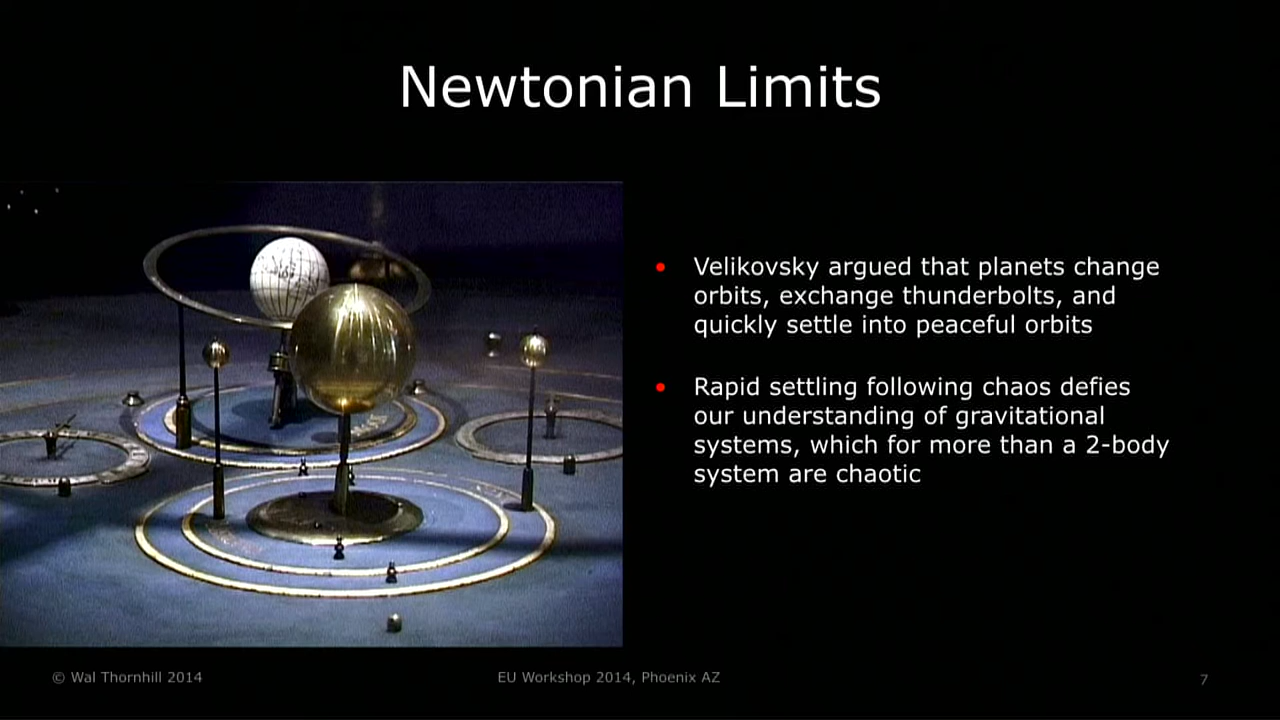 Newtonian Limits
• Velikovsky argued that planets change
orbits, exchange thunderbolts, and
quickly settle into peaceful orbits
• Rapid settling following chaos defies
our understanding of gravitational
systems, which for more than a 2-body
system are chaotic
© Wal Thornhill 2014
EU Workshop 2014, Phoenix AZ
7